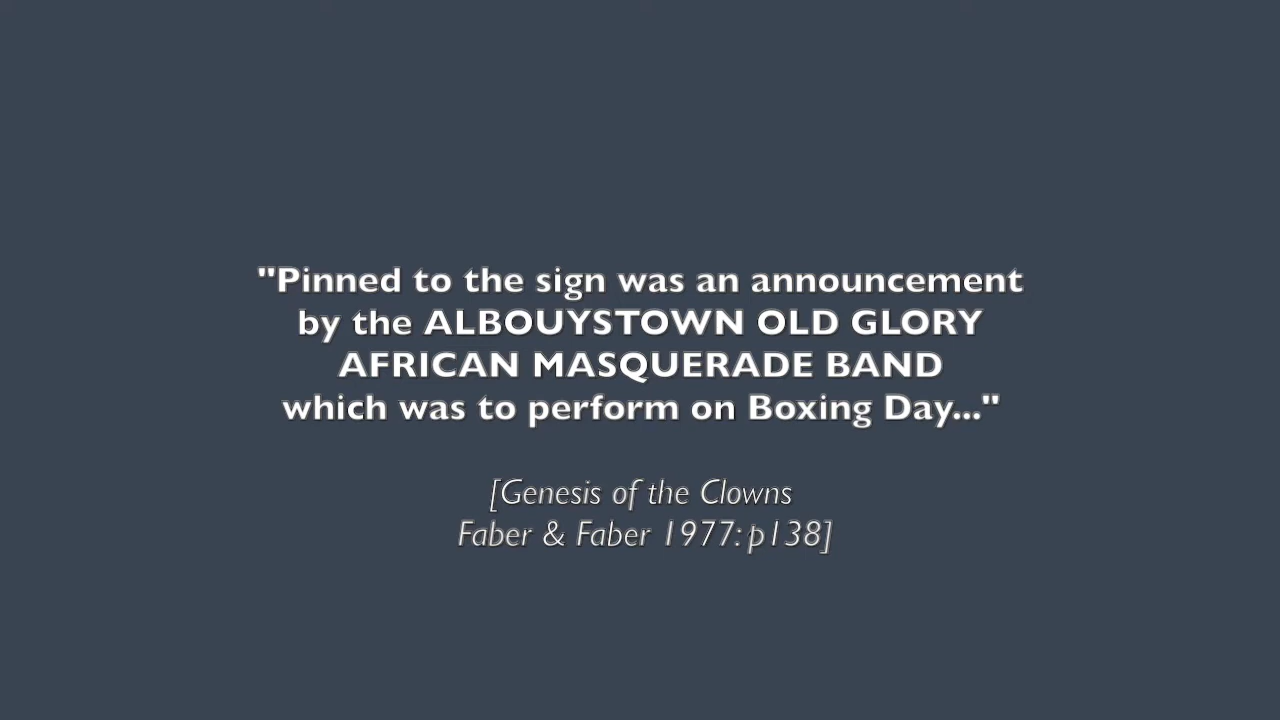 "Pinned to the sign was an announcement
by the ALBOUYSTOWN OLD GLORY
AFRICAN MASQUERADE BAND
which was to perform on Boxing Day..."
[Genesis of the Clowns
Faber & Faber 1977: p138]